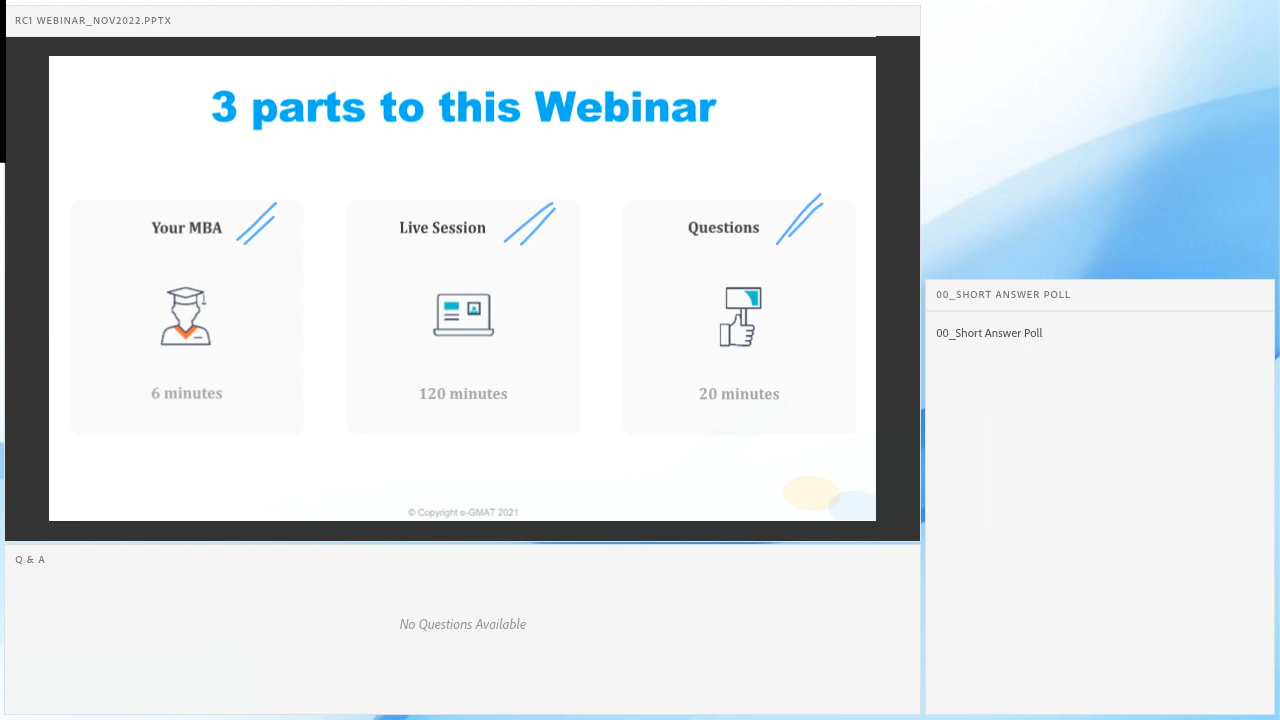 RC1 WEBINAR_NOV2022.PPTX
3 parts to this Webinar
Your MBA
Live Session
Questions
6 minutes
120 minutes
20 minutes
© Copyright e-GMAT 2021
Q & A
No Questions Available
00_SHORT ANSWER POLL
00_Short Answer Poll